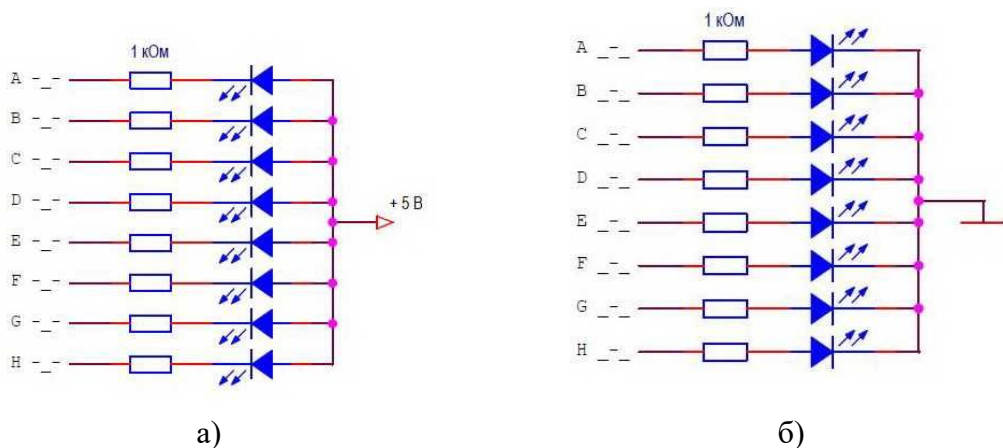 1 кОм
A -_-
B -_-
C -_-
D -_-
E -_-
F -_-
G -_-
H -_-
+ 5 В
а)
1 кОм
A _-_
B _-_
C _-_
D _-_
E _-_
F _-_
G _-_
H _-_
б)